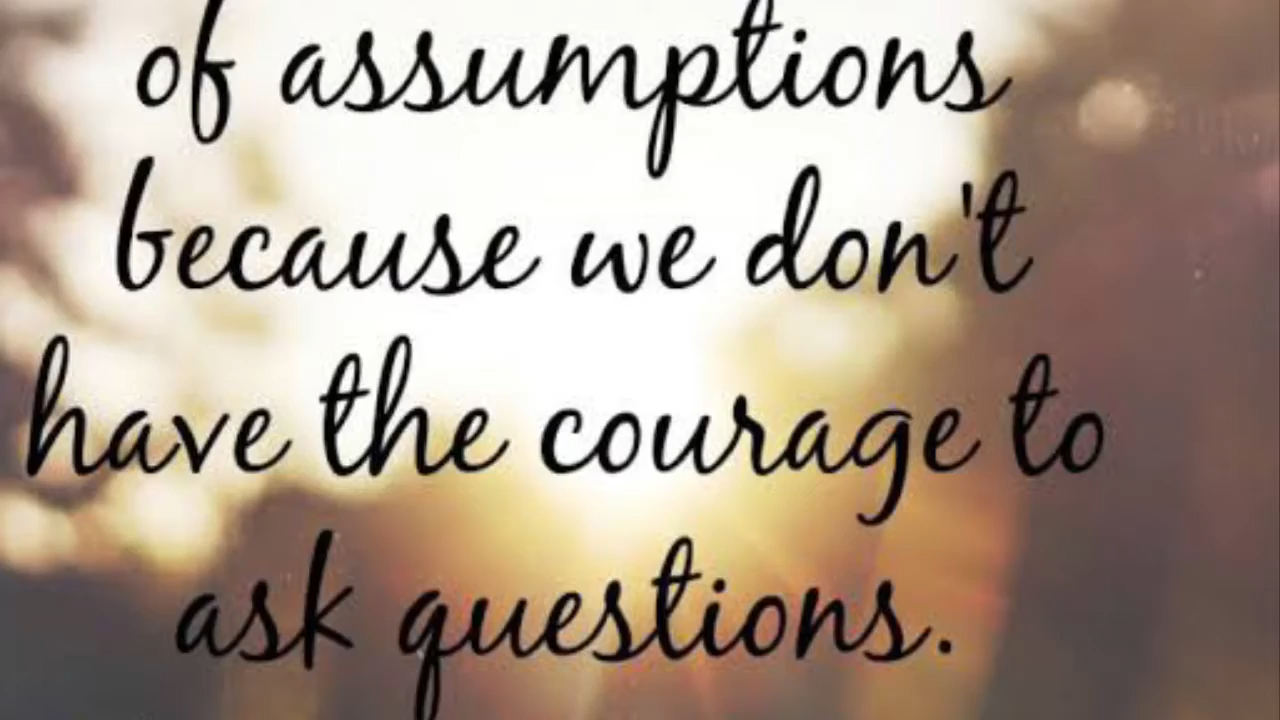 of assumptions
because we don't
have the courage to
ask questions.